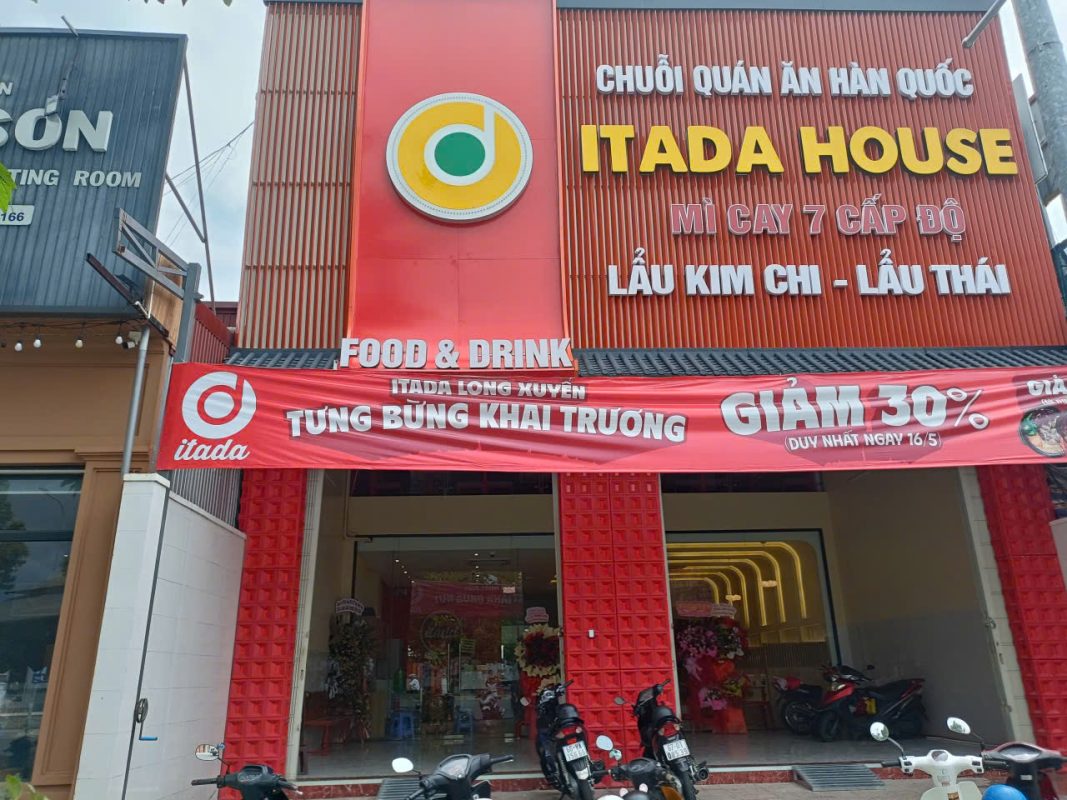 SON
TING ROOM
166
CHUỖI QUÁN ĂN HÀN QUỐC
ITADA HOUSE
MÌ CAY 7 CẤP ĐỘ
LẨU KIM CHI - LẨU THÁI
FOOD & DRINK
itada
ITADA LONG XUYÊN
TƯNG BỪNG KHAI TRƯƠNG
GIẢM 30%
(DUY NHẤT NGÀY 16/5)